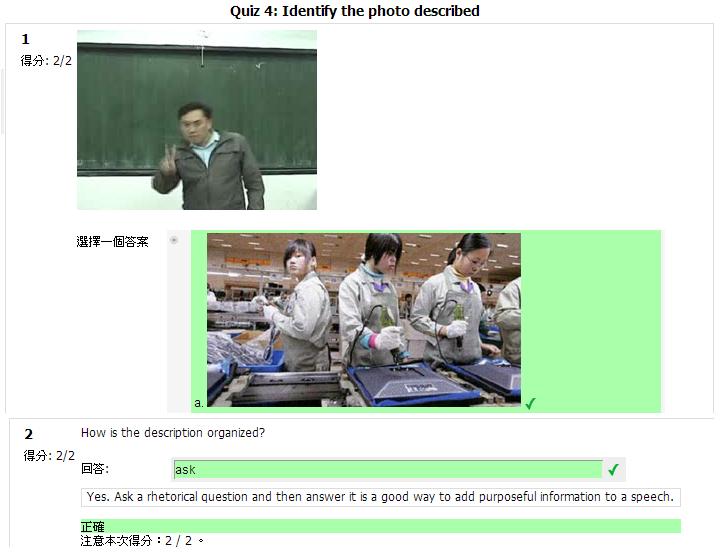 Quiz 4: Identify the photo described
1
得分: 2/2
選擇一個答案
a.
2
How is the description organized?
得分: 2/2
回答:
ask
Yes. Ask a rhetorical question and then answer it is a good way to add purposeful information to a speech.
正確
注意本次得分：2 / 2 。